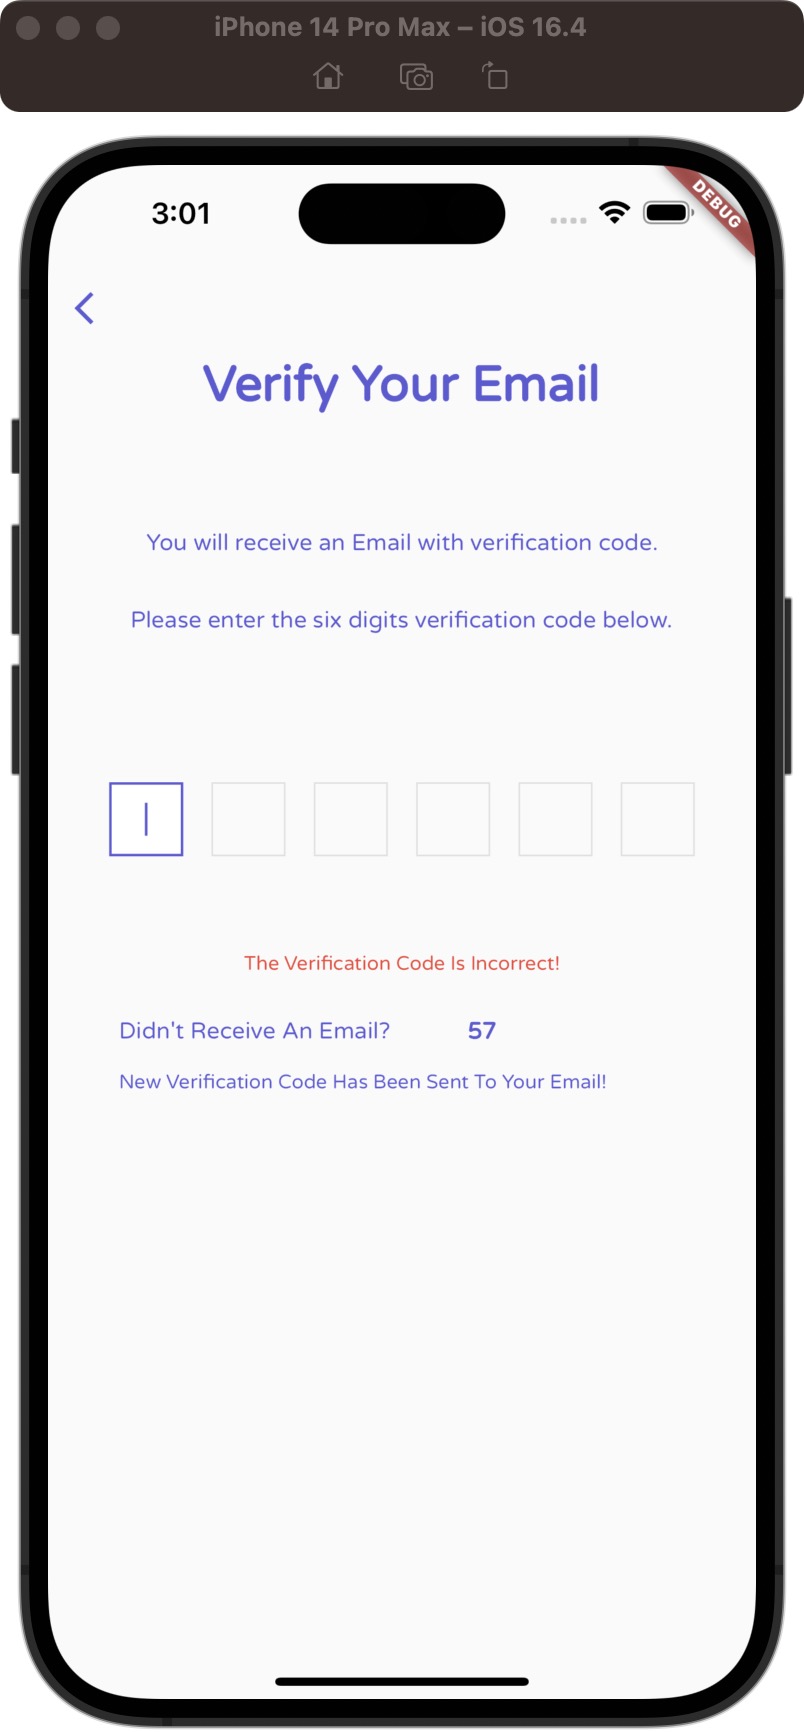 iPhone 14 Pro Max – iOS 16.4
3:01
DEBUG
Verify Your Email
You will receive an Email with verification code.
Please enter the six digits verification code below.
The Verification Code Is Incorrect!
Didn't Receive An Email? 57
New Verification Code Has Been Sent To Your Email!